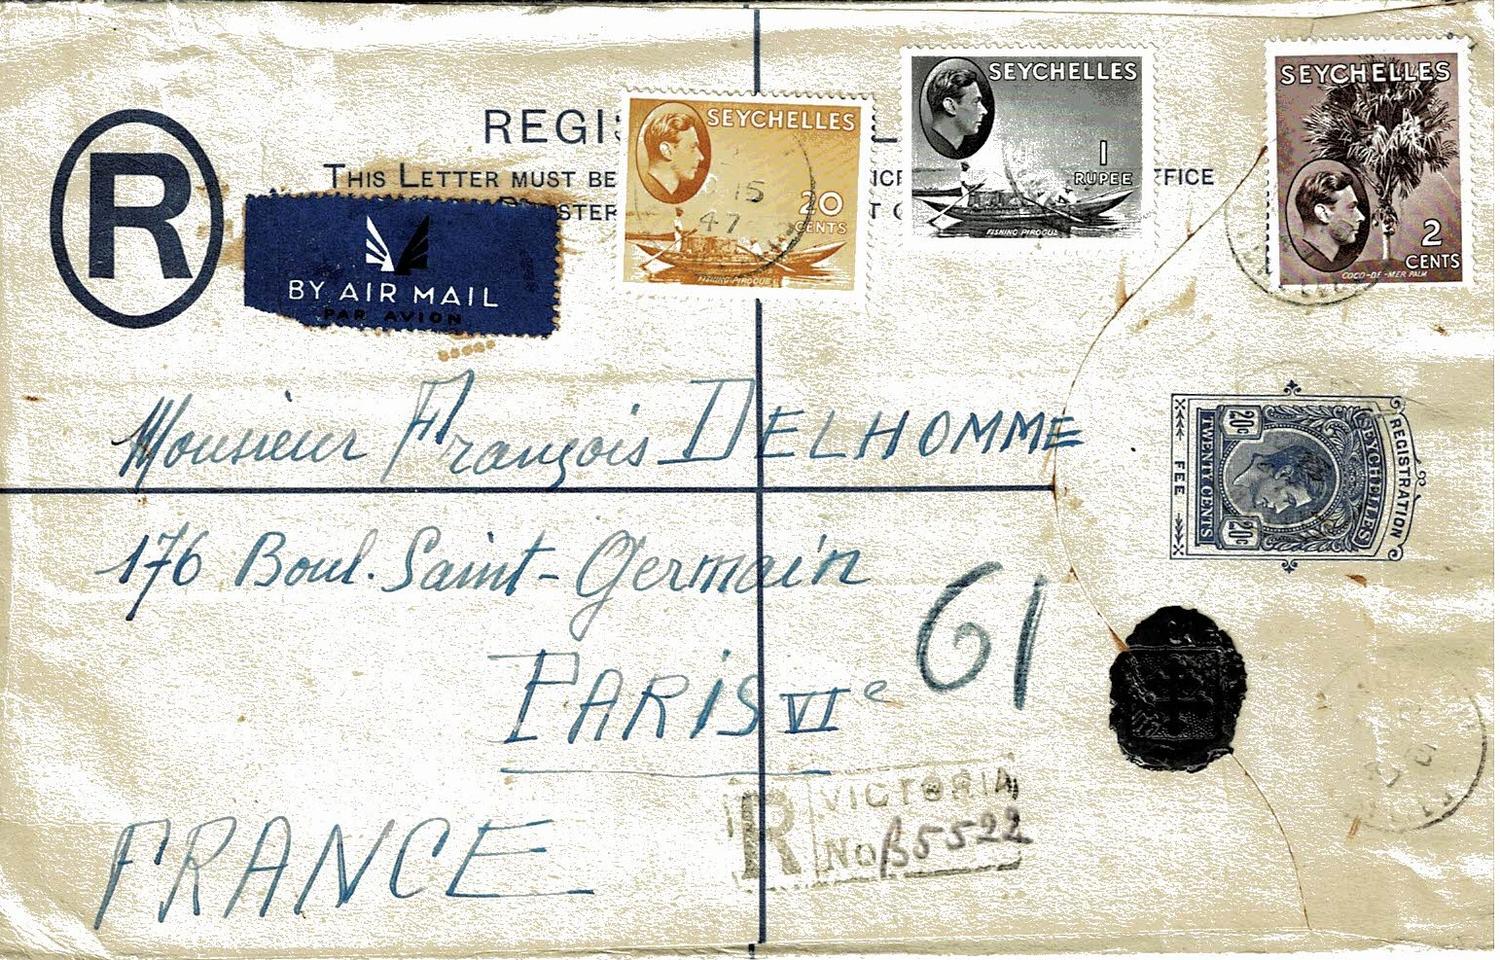 SEYCHELLES
1
RUPEE
FISHING PIROGUE
SEYCHELLES
2
CENTS
COCO-DE-MER PALM
SEYCHELLES
20
CENTS
FISHING PIROGUE
15
47
R
REGIS L
THIS LETTER MUST BE FFICE
BY AIR MAIL
PAR AVION
Monsieur François DELHOMME
176 Boul. Saint-Germain
PARIS VIe
FRANCE
61
REGISTRATION
SEYCHELLES
20c 20c
TWENTY CENTS
FEE
R VICTORIA
No B5522